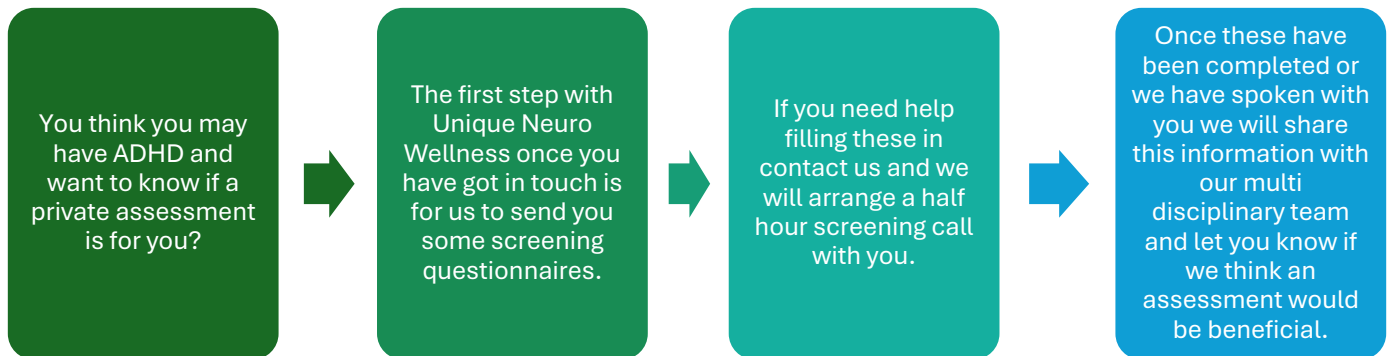 You think you may
have ADHD and
want to know if a
private assessment
is for you?
The first step with
Unique Neuro
Wellness once you
have got in touch is
for us to send you
some screening
questionnaires.
If you need help
filling these in
contact us and we
will arrange a half
hour screening call
with you.
Once these have
been completed or
we have spoken with
you we will share
this information with
our multi
disciplinary team
and let you know if
we think an
assessment would
be beneficial.